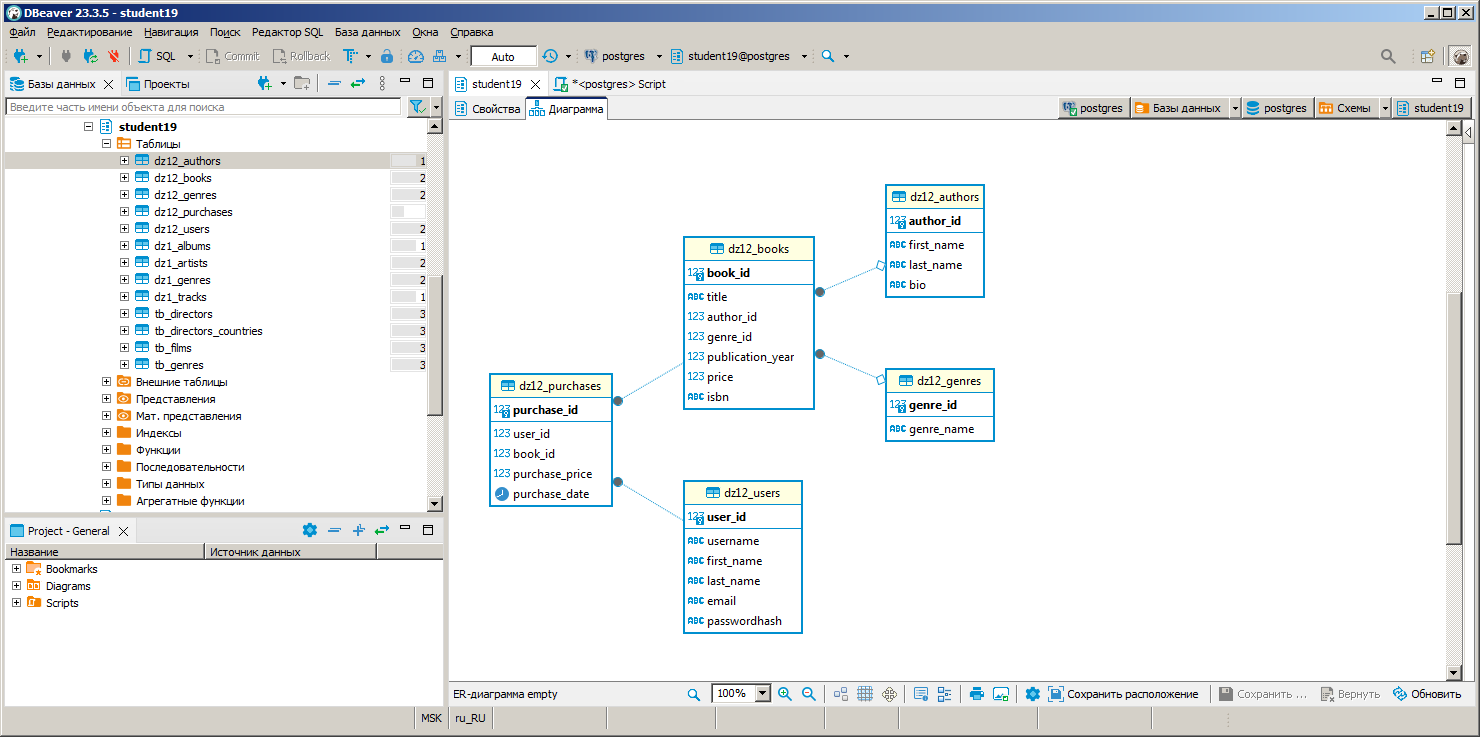 DBeaver 23.3.5 - student19
Файл Редактирование Навигация Поиск Редактор SQL База данных Окна Справка
SQL Commit Rollback Auto postgres student19@postgres
Базы данных Проекты
Введите часть имени объекта для поиска
student19
Таблицы
dz12_authors 1
dz12_books 2
dz12_genres 2
dz12_purchases
dz12_users 2
dz1_albums 1
dz1_artists 2
dz1_genres 2
dz1_tracks 1
tb_directors 3
tb_directors_countries 3
tb_films 3
tb_genres 3
Внешние таблицы
Представления
Мат. представления
Индексы
Функции
Последовательности
Типы данных
Агрегатные функции
Project - General
Название Источник данных
Bookmarks
Diagrams
Scripts
student19 *<postgres> Script
Свойства Диаграмма postgres Базы данных postgres Схемы student19
dz12_authors
123 author_id
ABC first_name
ABC last_name
ABC bio
dz12_books
123 book_id
ABC title
123 author_id
123 genre_id
123 publication_year
123 price
ABC isbn
dz12_genres
123 genre_id
ABC genre_name
dz12_purchases
123 purchase_id
123 user_id
123 book_id
123 purchase_price
purchase_date
dz12_users
123 user_id
ABC username
ABC first_name
ABC last_name
ABC email
ABC passwordhash
ER-диаграмма empty 100% Сохранить расположение Сохранить ... Вернуть Обновить
MSK ru_RU